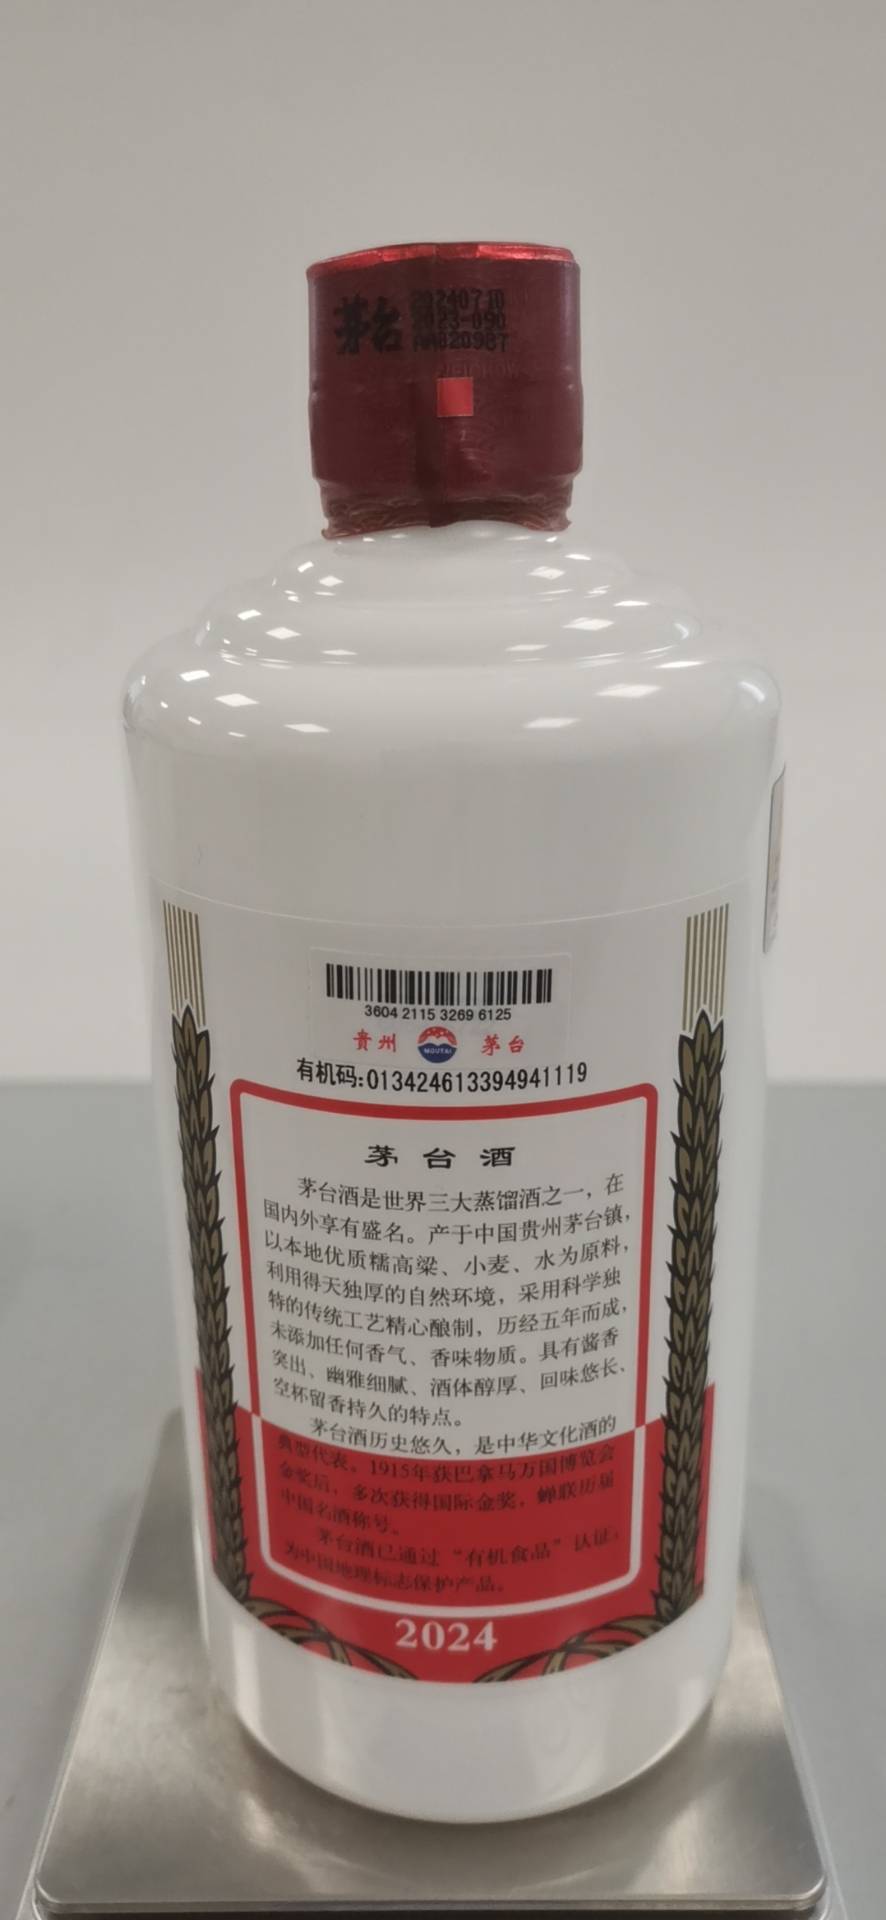 茅台
20240710
2023-090
3604 2115 3269 6125
贵州 MOUTAI 茅台
有机码:013424613394941119
茅台酒
茅台酒是世界三大蒸馏酒之一，在
国内外享有盛名。产于中国贵州茅台镇，
以本地优质糯高粱、小麦、水为原料，
利用得天独厚的自然环境，采用科学独
特的传统工艺精心酿制，历经五年而成，
未添加任何香气、香味物质。具有酱香
突出、幽雅细腻、酒体醇厚、回味悠长、
空杯留香持久的特点。
茅台酒历史悠久，是中华文化酒的
典型代表。1915年获巴拿马万国博览会
金奖后，多次获得国际金奖，蝉联历届
中国名酒称号。
茅台酒已通过“有机食品”认证，
为中国地理标志保护产品。
2024